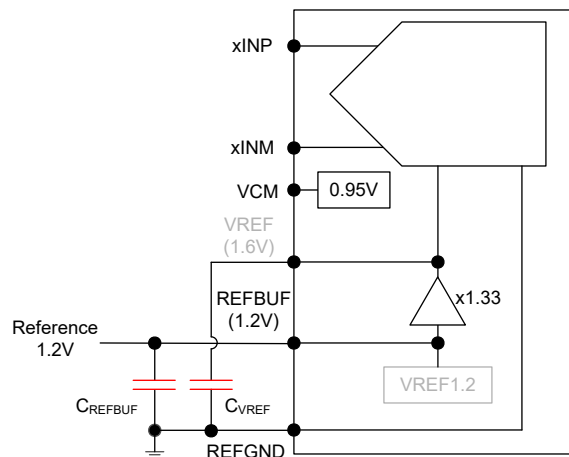 xINP
xINM
VCM
0.95V
VREF
(1.6V)
REFBUF
(1.2V)
x1.33
Reference
1.2V
VREF1.2
CREFBUF
CVREF
REFGND